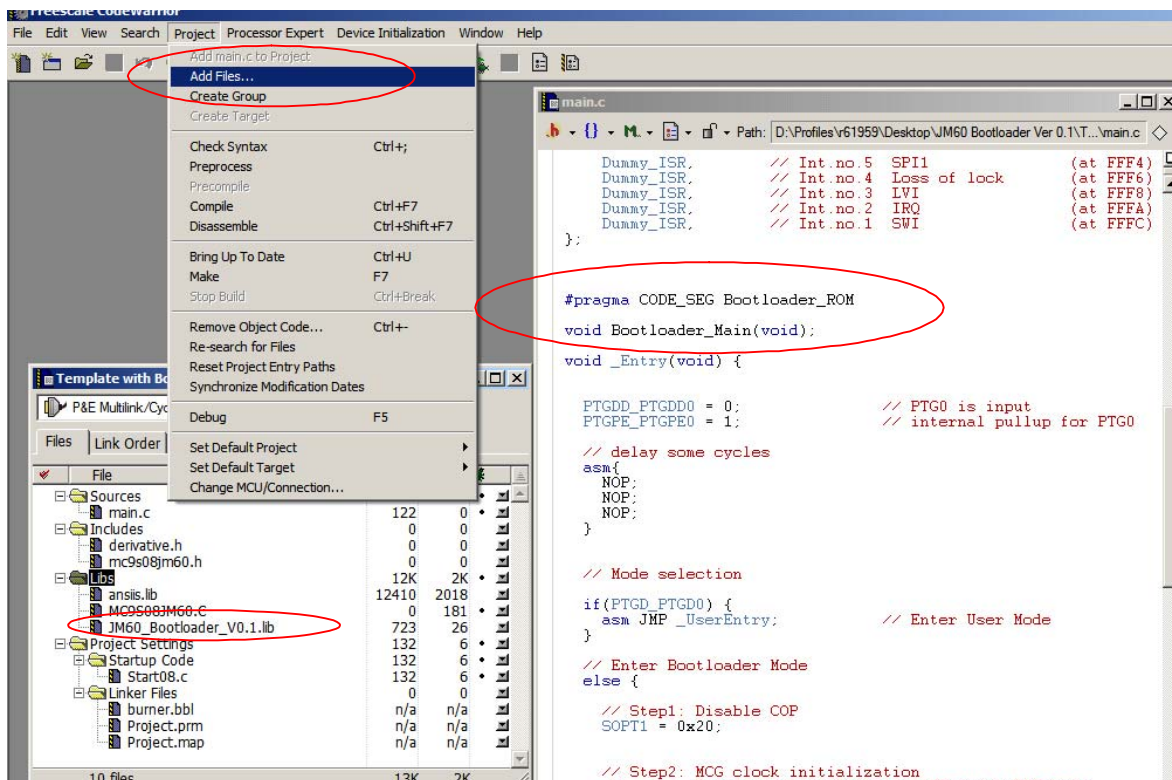 Freescale CodeWarrior
File Edit View Search Project Processor Expert Device Initialization Window Help
Add main.c to Project
Add Files...
Create Group
Create Target
Check Syntax Ctrl+;
Preprocess
Precompile
Compile Ctrl+F7
Disassemble Ctrl+Shift+F7
Bring Up To Date Ctrl+U
Make F7
Stop Build Ctrl+Break
Remove Object Code... Ctrl+-
Re-search for Files
Reset Project Entry Paths
Synchronize Modification Dates
Debug F5
Set Default Project
Set Default Target
Change MCU/Connection...
Template with Bo
P&E Multilink/Cyc
Files Link Order
File
Sources
main.c 122 0
Includes 0 0
derivative.h 0 0
mc9s08jm60.h 0 0
Libs 12K 2K
ansiis.lib 12410 2018
MC9S08JM60.C 0 181
JM60_Bootloader_V0.1.lib 723 26
Project Settings 132 6
Startup Code 132 6
Start08.c 132 6
Linker Files 0 0
burner.bbl n/a n/a
Project.prm n/a n/a
Project.map n/a n/a
10 files 13K 2K
main.c
Path: D:\Profiles\r61959\Desktop\JM60 Bootloader Ver 0.1\T...\main.c
Dummy_ISR, // Int.no.5 SPI1 (at FFF4)
Dummy_ISR, // Int.no.4 Loss of lock (at FFF6)
Dummy_ISR, // Int.no.3 LVI (at FFF8)
Dummy_ISR, // Int.no.2 IRQ (at FFFA)
Dummy_ISR, // Int.no.1 SWI (at FFFC)
};
#pragma CODE_SEG Bootloader_ROM
void Bootloader_Main(void);
void _Entry(void) {
PTGDD_PTGDD0 = 0; // PTG0 is input
PTGPE_PTGPE0 = 1; // internal pullup for PTG0
// delay some cycles
asm{
NOP;
NOP;
NOP;
}
// Mode selection
if(PTGD_PTGD0) {
asm JMP _UserEntry; // Enter User Mode
}
// Enter Bootloader Mode
else {
// Step1: Disable COP
SOPT1 = 0x20;
// Step2: MCG clock initialization